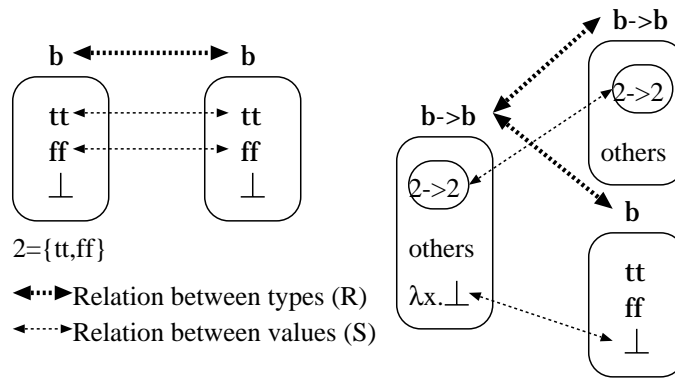 b b
tt tt
ff ff
⊥ ⊥
2={tt,ff}
Relation between types (R)
Relation between values (S)
b->b
2->2
others
b->b
2->2
others
λx.⊥
b
tt
ff
⊥